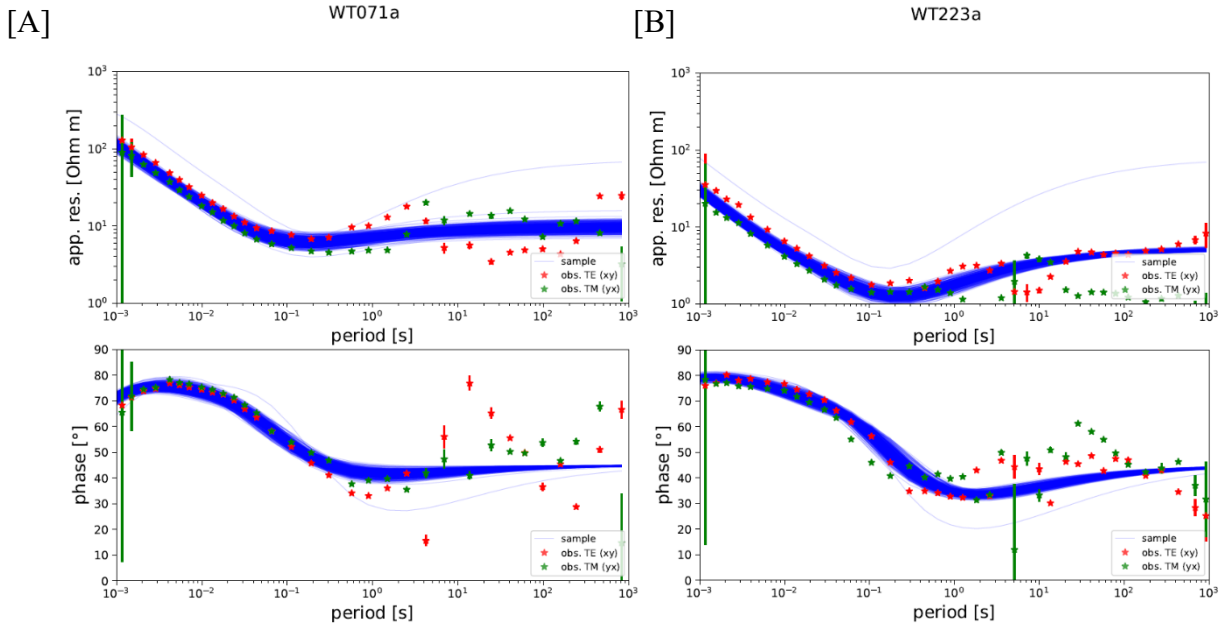 [A]
WT071a
10³
10²
10¹
10⁰
app. res. [Ohm m]
sample
obs. TE (xy)
obs. TM (yx)
10⁻³ 10⁻² 10⁻¹ 10⁰ 10¹ 10² 10³
period [s]
90
80
70
60
50
40
30
20
10
0
phase [°]
sample
obs. TE (xy)
obs. TM (yx)
10⁻³ 10⁻² 10⁻¹ 10⁰ 10¹ 10² 10³
period [s]
[B]
WT223a
10³
10²
10¹
10⁰
app. res. [Ohm m]
sample
obs. TE (xy)
obs. TM (yx)
10⁻³ 10⁻² 10⁻¹ 10⁰ 10¹ 10² 10³
period [s]
90
80
70
60
50
40
30
20
10
0
phase [°]
sample
obs. TE (xy)
obs. TM (yx)
10⁻³ 10⁻² 10⁻¹ 10⁰ 10¹ 10² 10³
period [s]